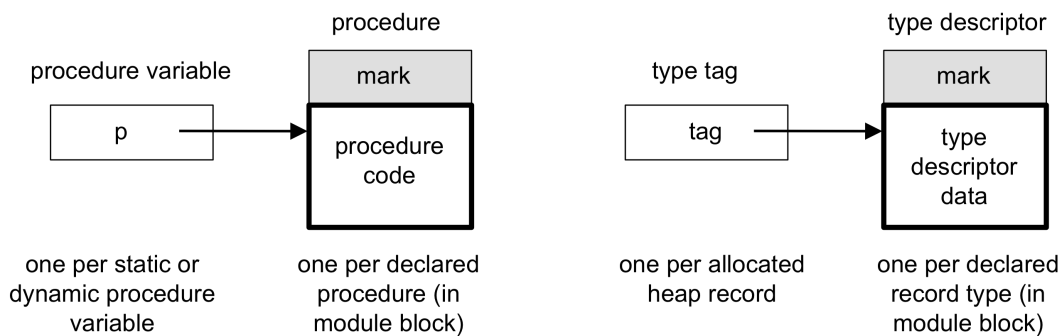 procedure
type descriptor
procedure variable
mark
type tag
mark
p
procedure
code
tag
type
descriptor
data
one per static or
dynamic procedure
variable
one per declared
procedure (in
module block)
one per allocated
heap record
one per declared
record type (in
module block)